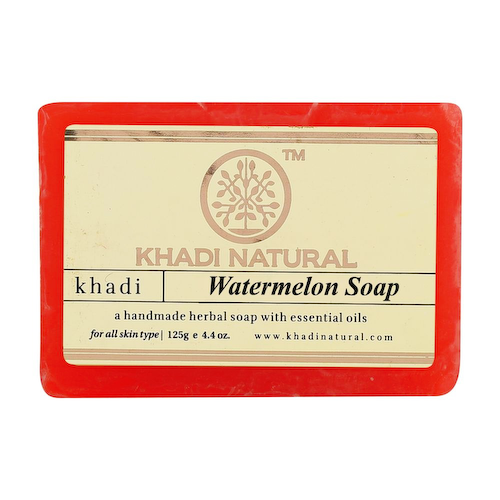 TM
KHADI NATURAL
khadi
Watermelon Soap
a handmade herbal soap with essential oils
for all skin type | 125g e 4.4 oz. www.khadinatural.com